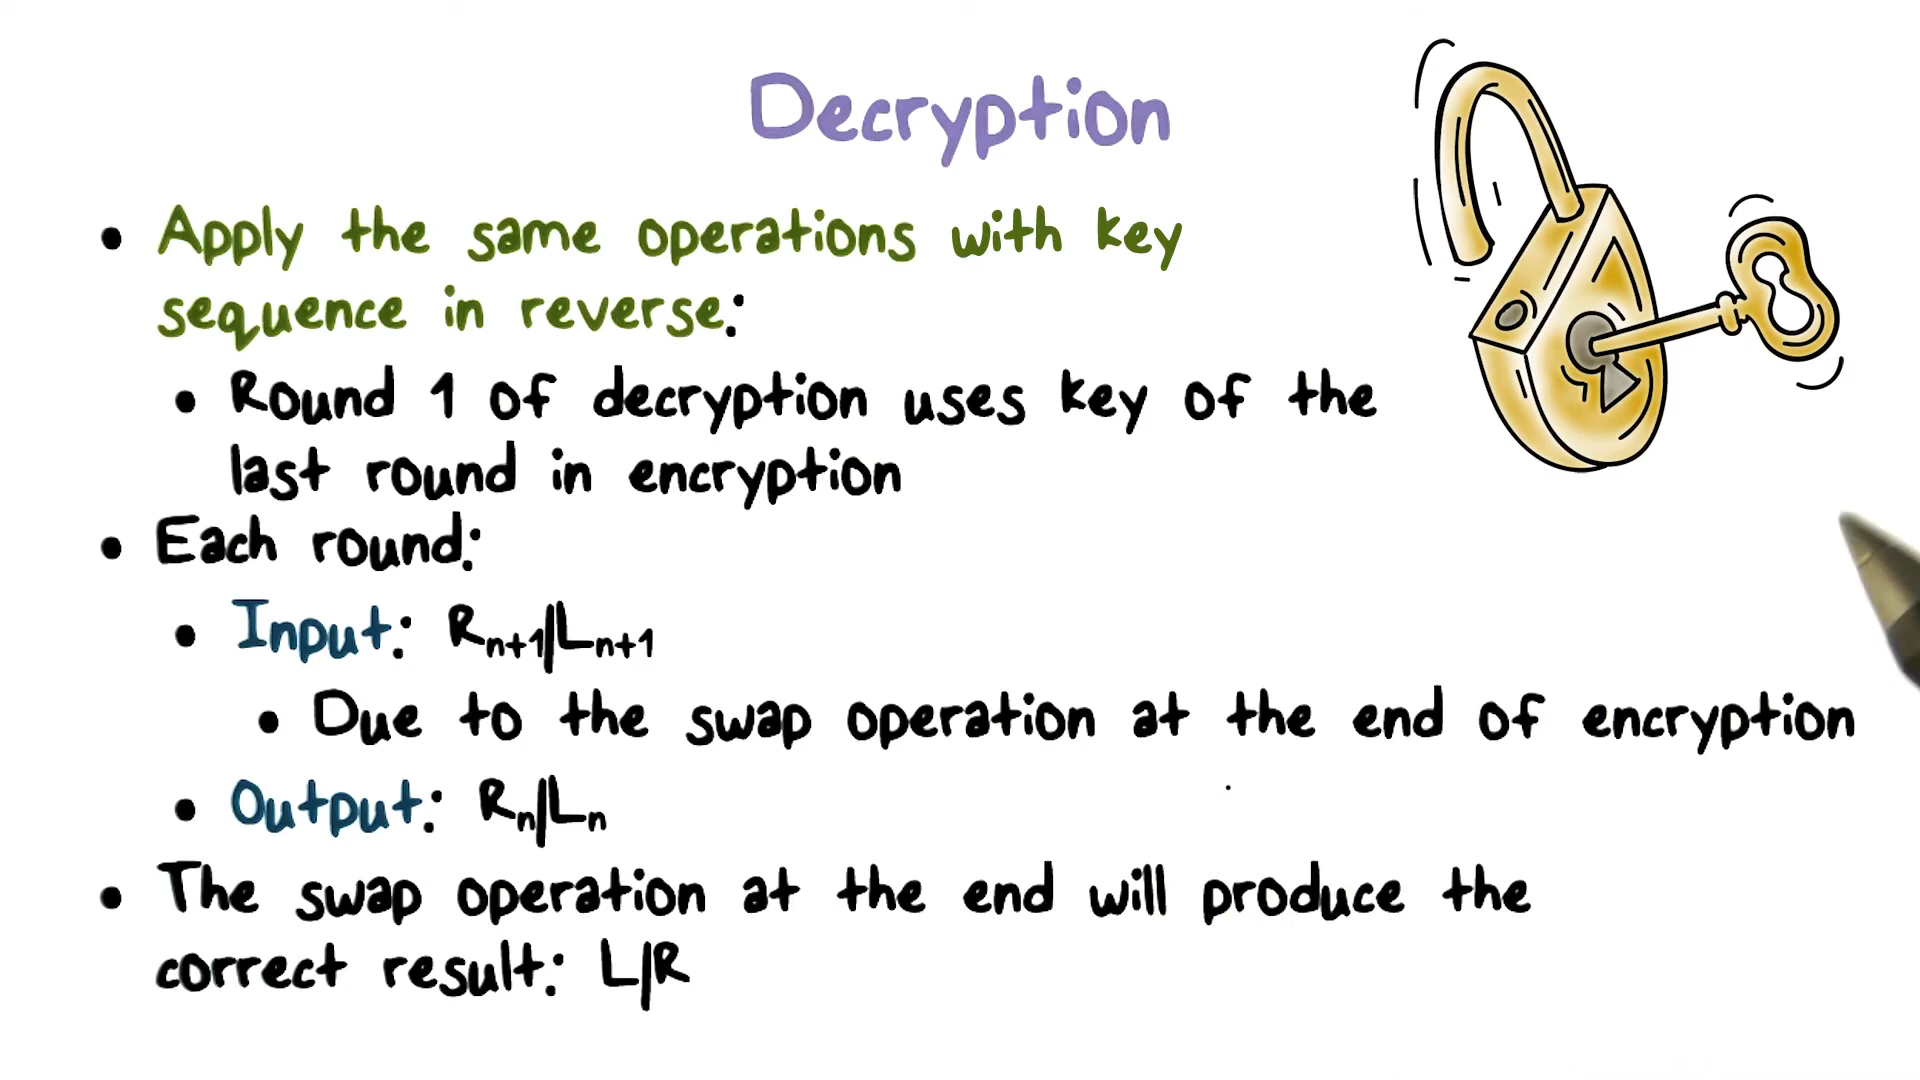 Decryption
• Apply the same operations with key
sequence in reverse:
• Round 1 of decryption uses key of the
last round in encryption
• Each round:
• Input: Rn+1|Ln+1
• Due to the swap operation at the end of encryption
• Output: Rn|Ln
• The swap operation at the end will produce the
correct result: L|R